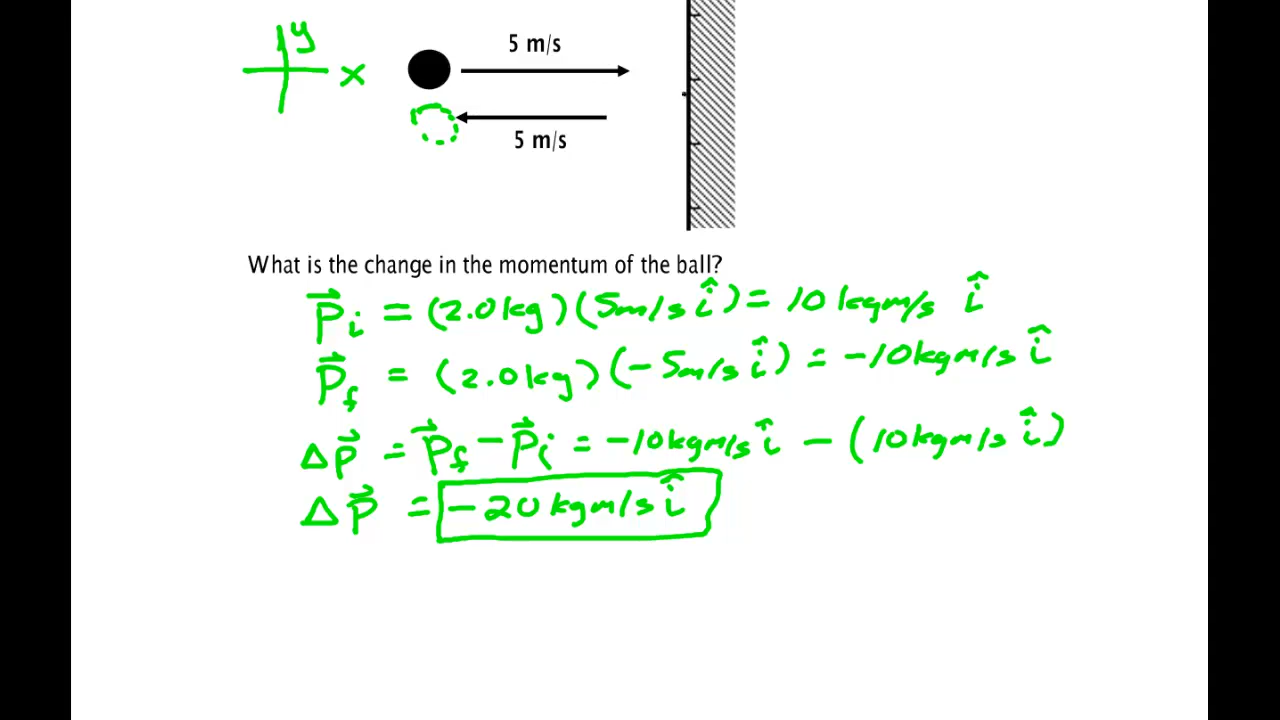 y
x
5 m/s
5 m/s
What is the change in the momentum of the ball?
p⃗i = (2.0kg)(5m/s î) = 10 kgm/s î
p⃗f = (2.0kg)(-5m/s î) = -10kgm/s î
Δp⃗ = p⃗f - p⃗i = -10kgm/s î - (10kgm/s î)
Δp⃗ = -20kgm/s î